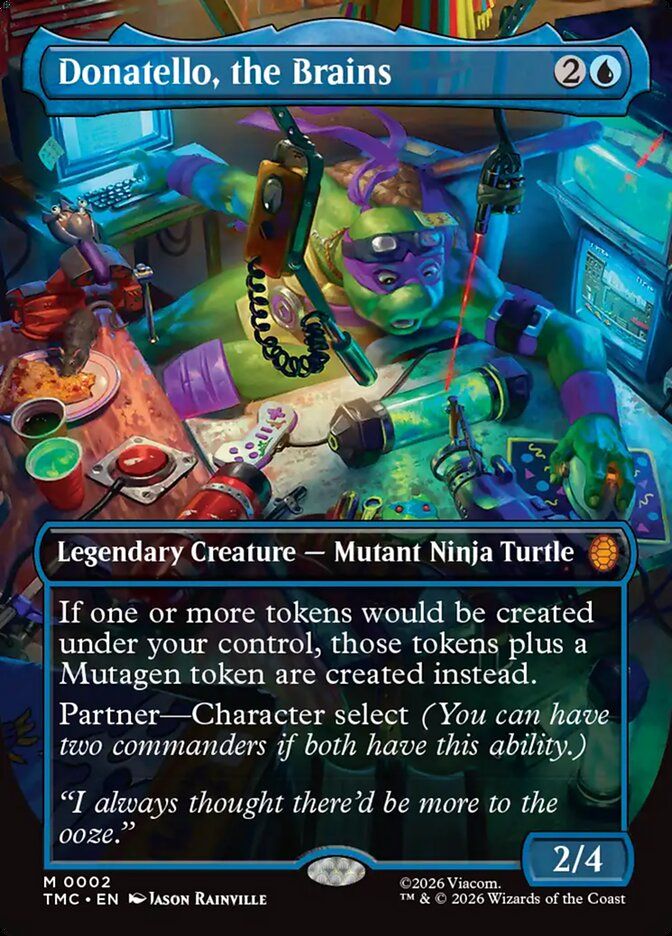 Donatello, the Brains 2
Legendary Creature — Mutant Ninja Turtle
If one or more tokens would be created
under your control, those tokens plus a
Mutagen token are created instead.
Partner—Character select (You can have
two commanders if both have this ability.)
“I always thought there’d be more to the
ooze.”
2/4
M 0002
TMC • EN Jason Rainville
©2026 Viacom.
™ & © 2026 Wizards of the Coast